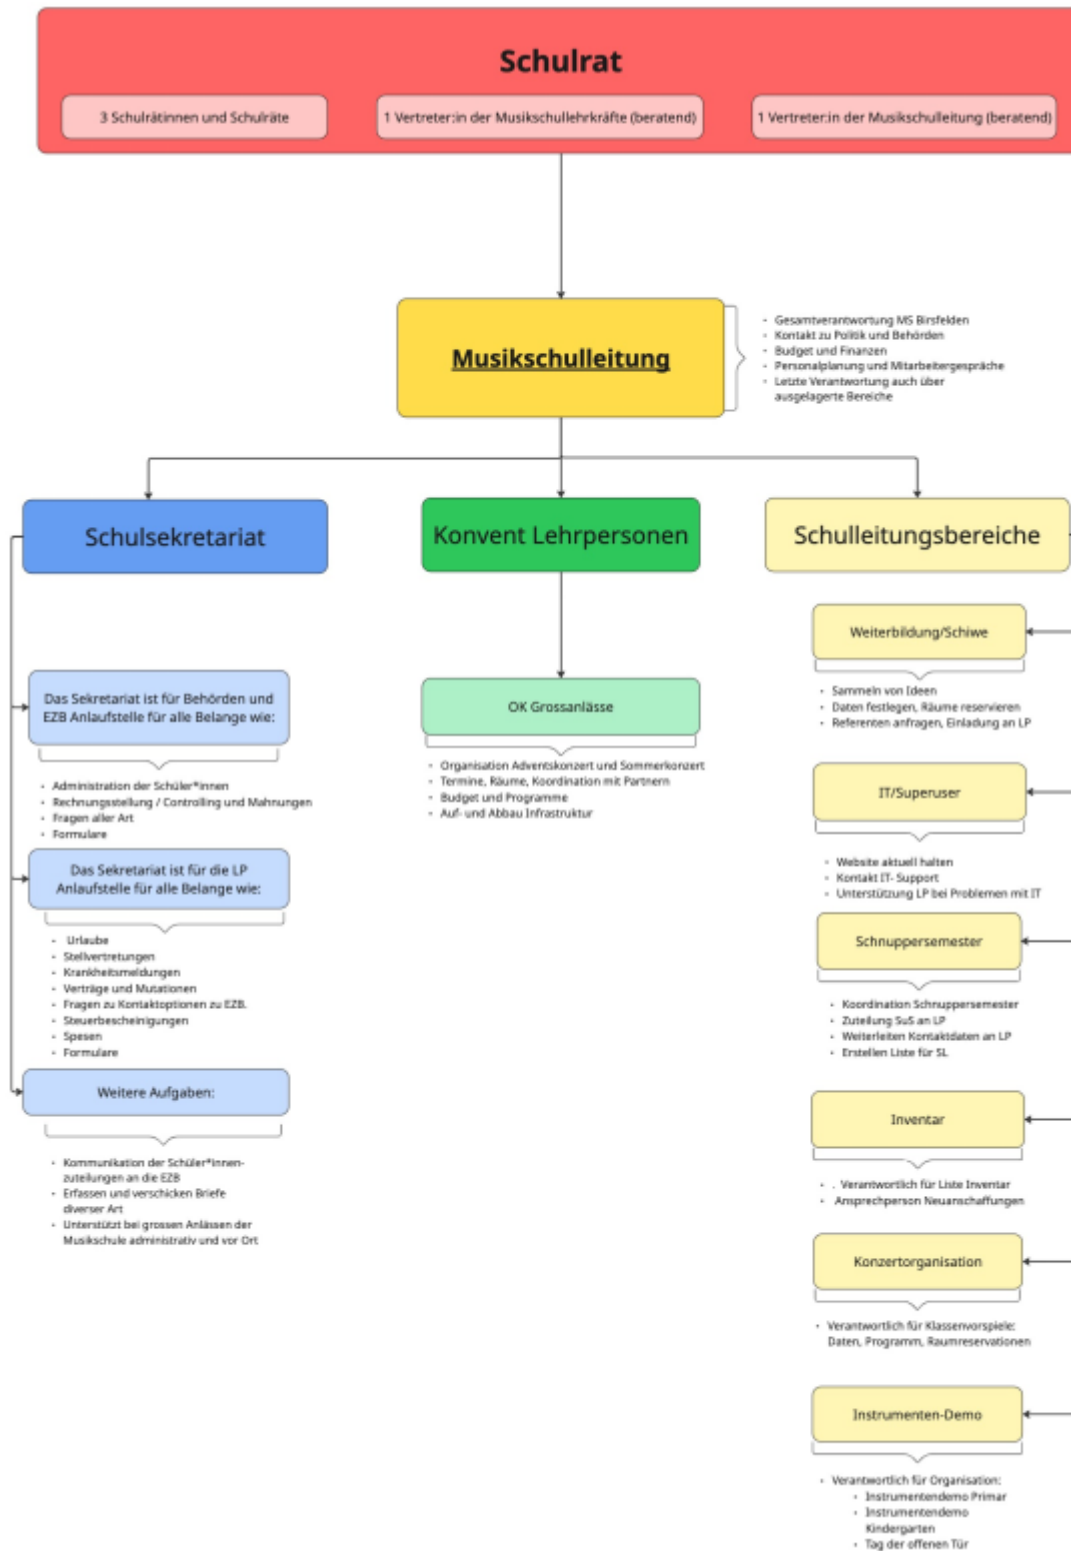 Schulrat
3 Schulrätinnen und Schulräte
1 Vertreter:in der Musikschullehrkräfte (beratend)
1 Vertreter:in der Musikschulleitung (beratend)
Musikschulleitung
- Gesamtverantwortung MS Birsfelden
- Kontakt zu Politik und Behörden
- Budget und Finanzen
- Personalplanung und Mitarbeitergespräche
- Letzte Verantwortung auch über
ausgelagerte Bereiche
Schulsekretariat
Das Sekretariat ist für Behörden und
EZB Anlaufstelle für alle Belange wie:
- Administration der Schüler*innen
- Rechnungsstellung / Controlling und Mahnungen
- Fragen aller Art
- Formulare
Das Sekretariat ist für die LP
Anlaufstelle für alle Belange wie:
- Urlaube
- Stellvertretungen
- Krankheitsmeldungen
- Verträge und Mutationen
- Fragen zu Kontaktoptionen zu EZB.
- Steuerbescheinigungen
- Spesen
- Formulare
Weitere Aufgaben:
- Kommunikation der Schüler*innen-
zuteilungen an die EZB
- Erfassen und verschicken Briefe
diverser Art
- Unterstützt bei grossen Anlässen der
Musikschule administrativ und vor Ort
Konvent Lehrpersonen
OK Grossanlässe
- Organisation Adventskonzert und Sommerkonzert
- Termine, Räume, Koordination mit Partnern
- Budget und Programme
- Auf- und Abbau Infrastruktur
Schulleitungsbereiche
Weiterbildung/Schiwe
- Sammeln von Ideen
- Daten festlegen, Räume reservieren
- Referenten anfragen, Einladung an LP
IT/Superuser
- Website aktuell halten
- Kontakt IT- Support
- Unterstützung LP bei Problemen mit IT
Schnuppersemester
- Koordination Schnuppersemester
- Zuteilung SuS an LP
- Weiterleiten Kontaktdaten an LP
- Erstellen Liste für SL
Inventar
- . Verantwortlich für Liste Inventar
- Ansprechperson Neuanschaffungen
Konzertorganisation
- Verantwortlich für Klassenvorspiele:
Daten, Programm, Raumreservationen
Instrumenten-Demo
- Verantwortlich für Organisation:
- Instrumentendemo Primar
- Instrumentendemo
Kindergarten
- Tag der offenen Tür